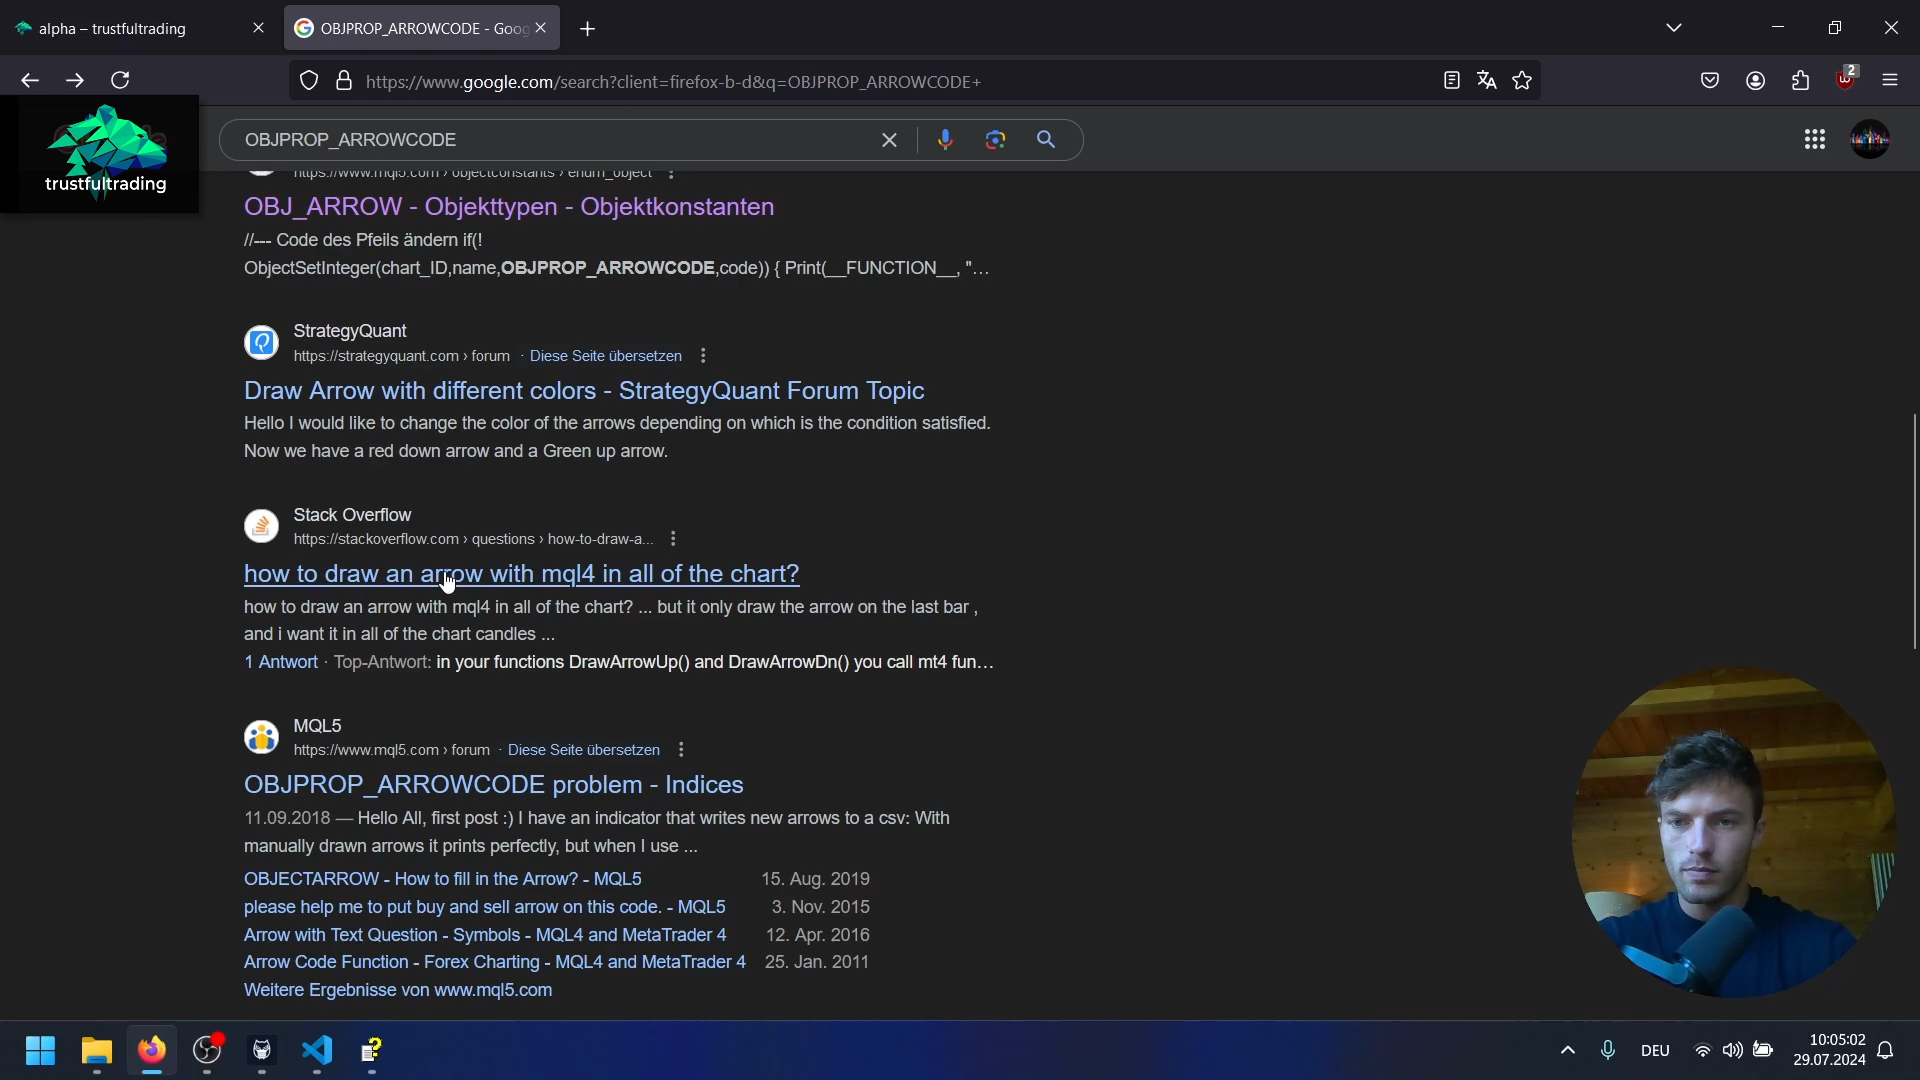 alpha – trustfultrading
OBJPROP_ARROWCODE - Goog
https://www.google.com/search?client=firefox-b-d&q=OBJPROP_ARROWCODE+
2
trustfultrading
OBJPROP_ARROWCODE
https://www.mql5.com › objectconstants › enum_object
OBJ_ARROW - Objekttypen - Objektkonstanten
//--- Code des Pfeils ändern if(!
ObjectSetInteger(chart_ID,name,OBJPROP_ARROWCODE,code)) { Print(__FUNCTION__, "...
StrategyQuant
https://strategyquant.com › forum · Diese Seite übersetzen
Draw Arrow with different colors - StrategyQuant Forum Topic
Hello I would like to change the color of the arrows depending on which is the condition satisfied.
Now we have a red down arrow and a Green up arrow.
Stack Overflow
https://stackoverflow.com › questions › how-to-draw-a...
how to draw an arrow with mql4 in all of the chart?
how to draw an arrow with mql4 in all of the chart? ... but it only draw the arrow on the last bar ,
and i want it in all of the chart candles ...
1 Antwort · Top-Antwort: in your functions DrawArrowUp() and DrawArrowDn() you call mt4 fun...
MQL5
https://www.mql5.com › forum · Diese Seite übersetzen
OBJPROP_ARROWCODE problem - Indices
11.09.2018 — Hello All, first post :) I have an indicator that writes new arrows to a csv: With
manually drawn arrows it prints perfectly, but when I use ...
OBJECTARROW - How to fill in the Arrow? - MQL5 15. Aug. 2019
please help me to put buy and sell arrow on this code. - MQL5 3. Nov. 2015
Arrow with Text Question - Symbols - MQL4 and MetaTrader 4 12. Apr. 2016
Arrow Code Function - Forex Charting - MQL4 and MetaTrader 4 25. Jan. 2011
Weitere Ergebnisse von www.mql5.com
DEU
10:05:02
29.07.2024